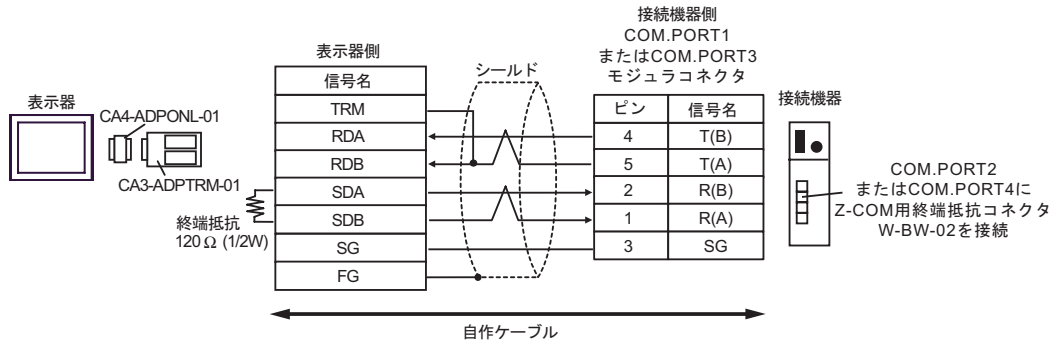 接続機器側
COM.PORT1
またはCOM.PORT3
モジュラコネクタ
表示器側
シールド
表示器
CA4-ADPONL-01
CA3-ADPTRM-01
終端抵抗
120Ω (1/2W)
信号名
TRM
RDA
RDB
SDA
SDB
SG
FG
ピン 信号名
4 T(B)
5 T(A)
2 R(B)
1 R(A)
3 SG
接続機器
COM.PORT2
またはCOM.PORT4に
Z-COM用終端抵抗コネクタ
W-BW-02を接続
自作ケーブル